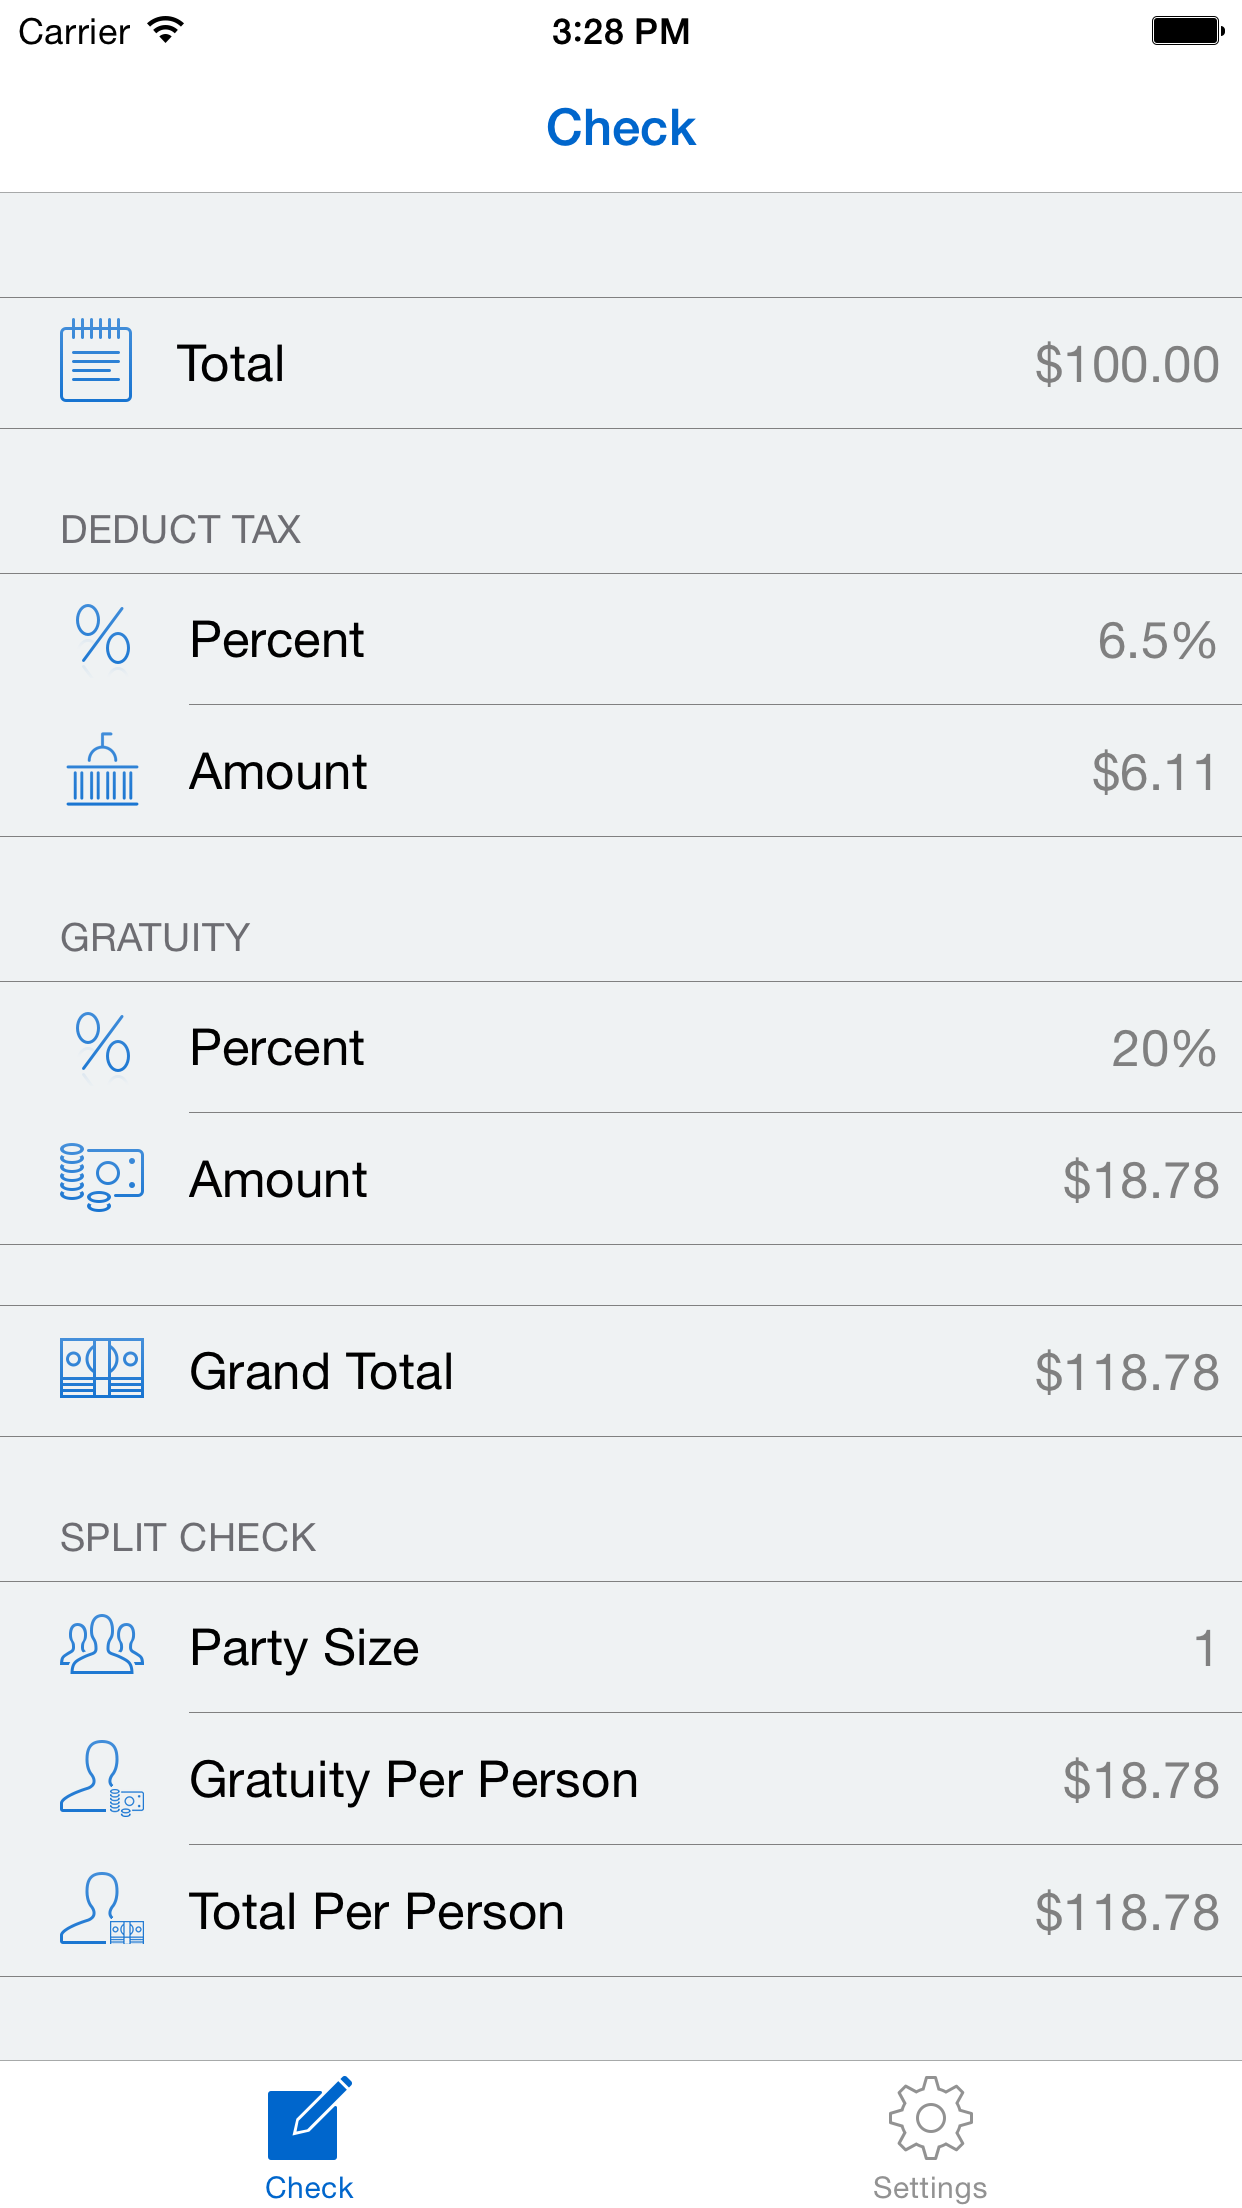 Carrier 3:28 PM
Check
Total $100.00
DEDUCT TAX
Percent 6.5%
Amount $6.11
GRATUITY
Percent 20%
Amount $18.78
Grand Total $118.78
SPLIT CHECK
Party Size 1
Gratuity Per Person $18.78
Total Per Person $118.78
Check Settings